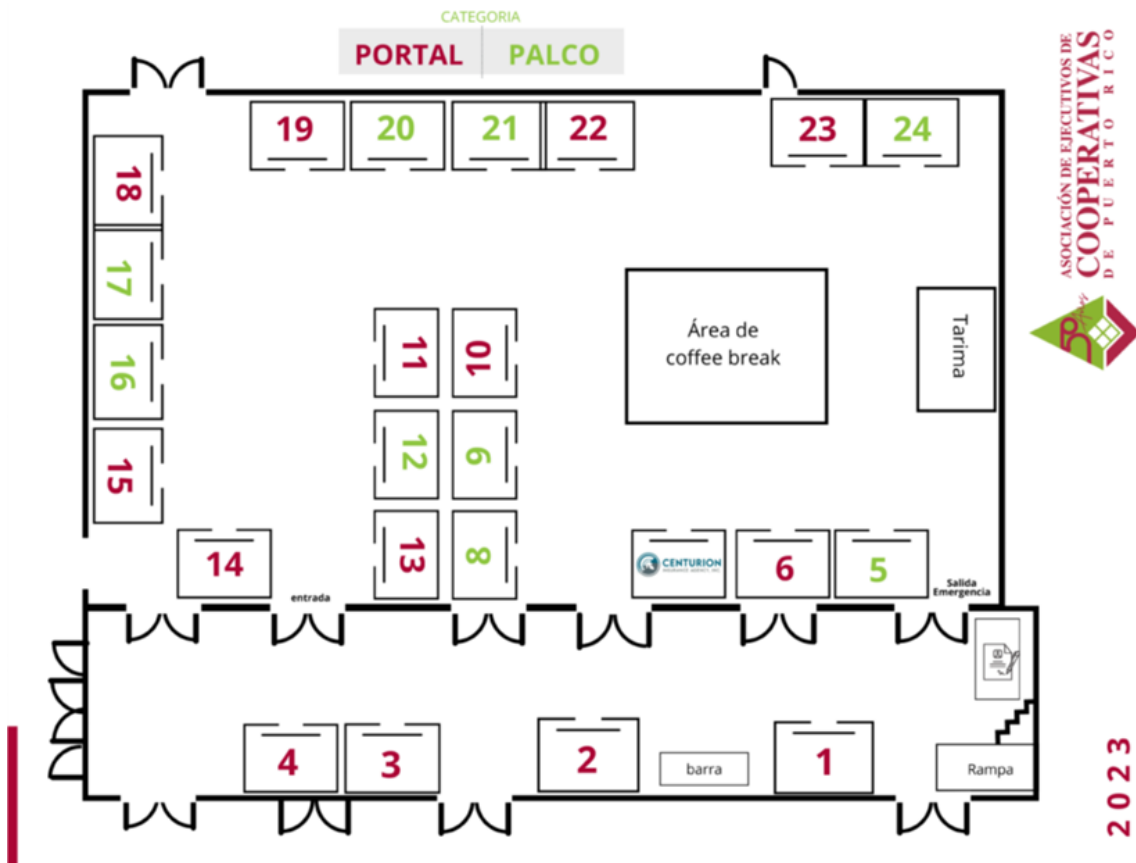 CATEGORIA
PORTAL PALCO
19 20 21 22 23 24
18
17
16
15
14
11 10
12 9
13 8
Área de
coffee break
Tarima
CENTURION
6 5
entrada
Salida
Emergencia
4 3 2 barra 1 Rampa
ASOCIACIÓN DE EJECUTIVOS DE
COOPERATIVAS
DE PUERTO RICO
2023